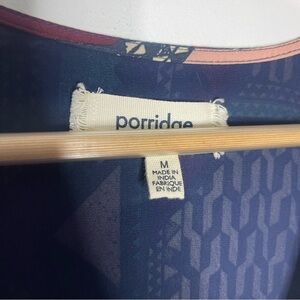 porridge
M
MADE IN
INDIA
FABRIQUÉ
EN INDE